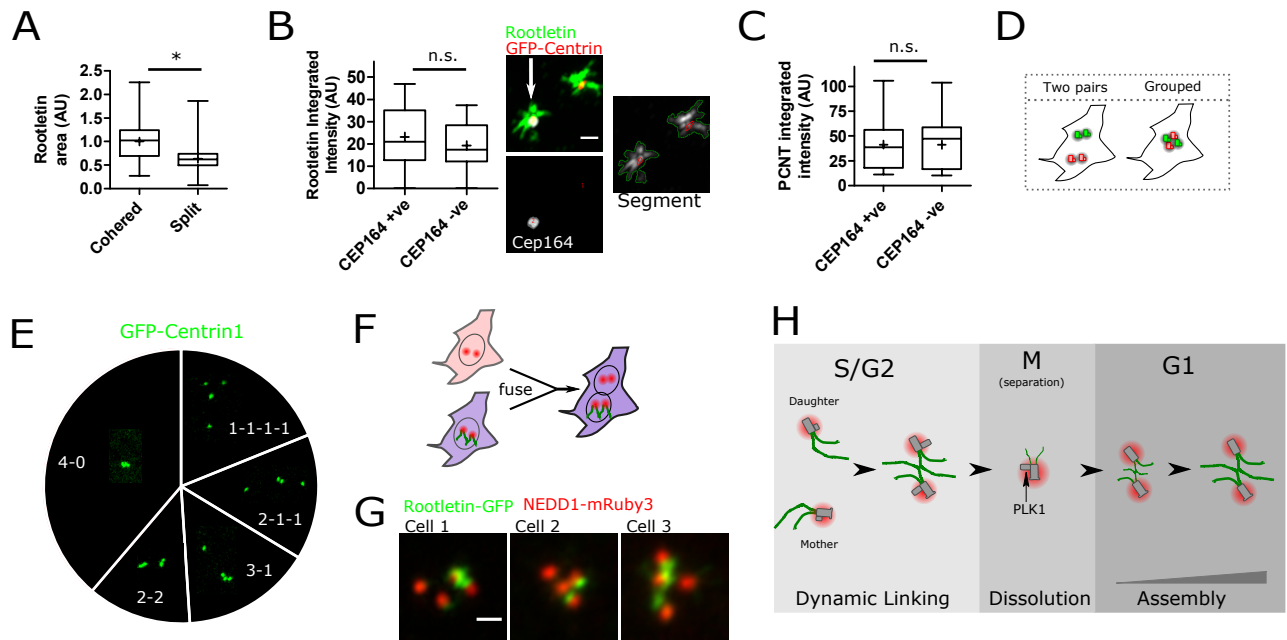 A
*
Rootletin area (AU)
2.5
2.0
1.5
1.0
0.5
0.0
Cohered
Split
B
n.s.
Rootletin Integrated Intensity (AU)
50
40
30
20
10
0
CEP164 +ve
CEP164 -ve
Rootletin
GFP-Centrin
Cep164
Segment
C
n.s.
PCNT integrated intensity (AU)
125
100
75
50
25
0
CEP164 +ve
CEP164 -ve
D
Two pairs
Grouped
E
GFP-Centrin1
4-0
1-1-1-1
2-1-1
3-1
2-2
F
fuse
G
Rootletin-GFP NEDD1-mRuby3
Cell 1
Cell 2
Cell 3
H
S/G2
M
(separation)
G1
Daughter
Mother
PLK1
Dynamic Linking
Dissolution
Assembly